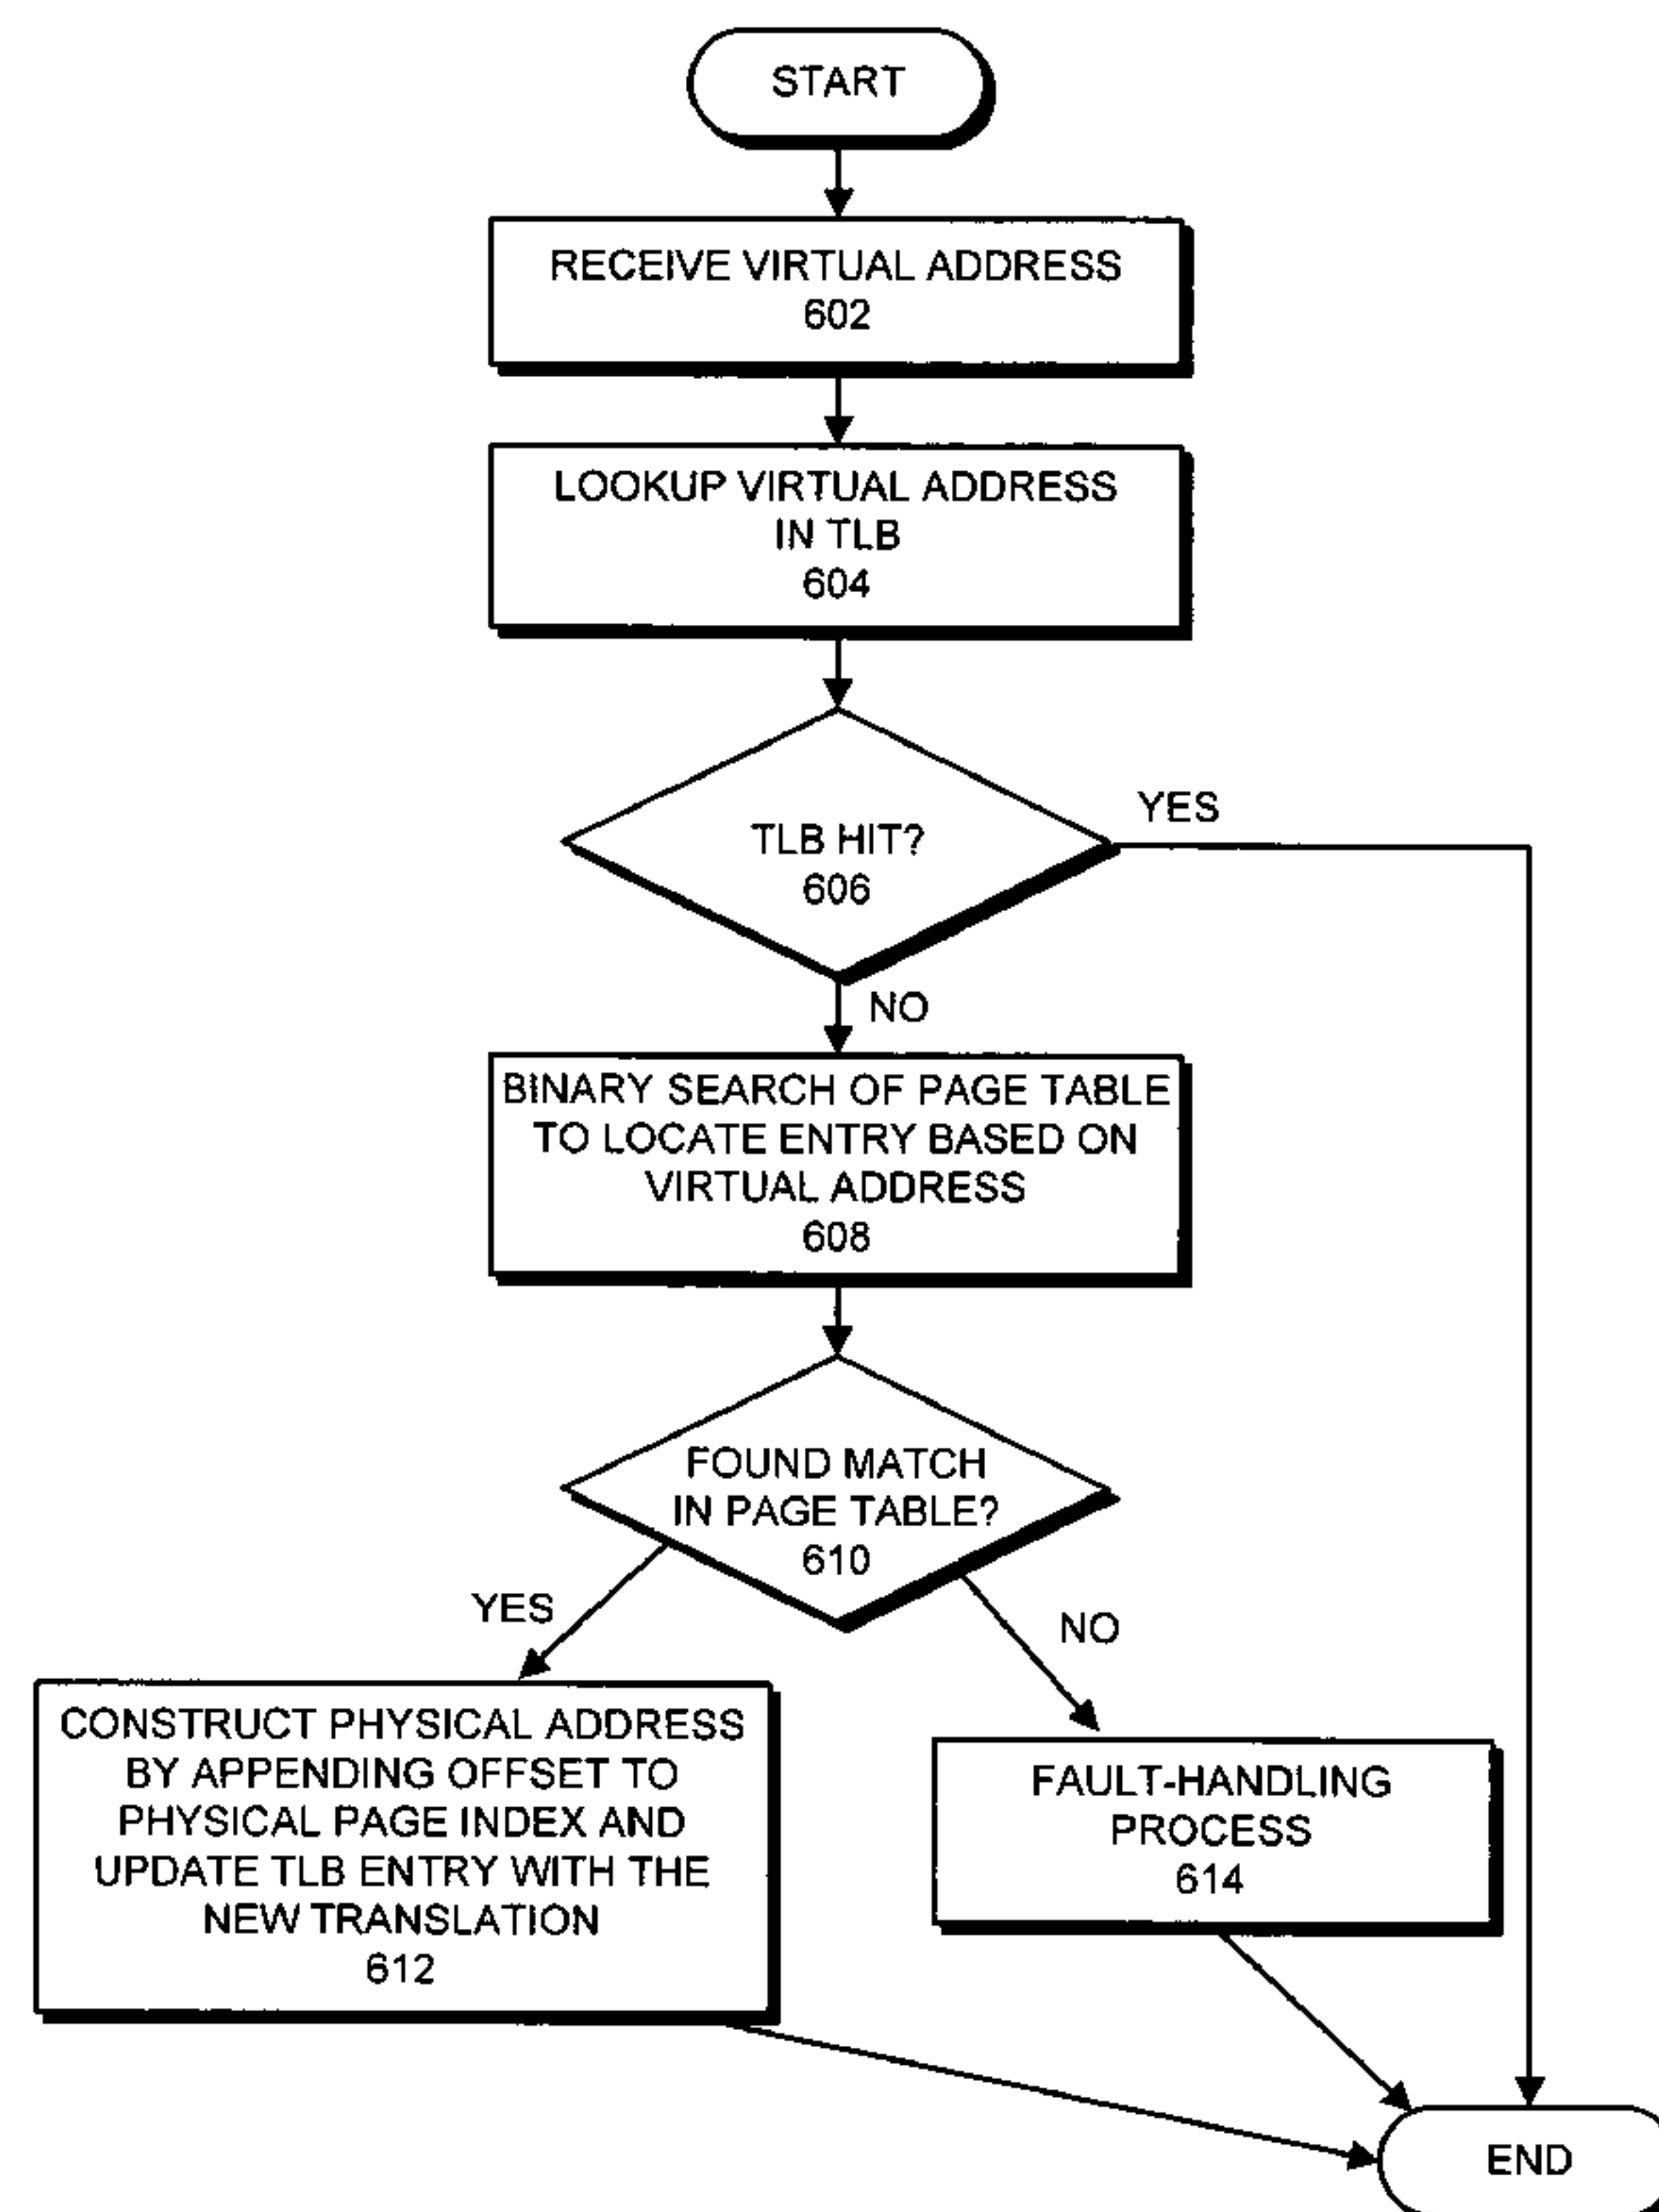 START
RECEIVE VIRTUAL ADDRESS
602
LOOKUP VIRTUAL ADDRESS
IN TLB
604
TLB HIT?
606
YES
NO
BINARY SEARCH OF PAGE TABLE
TO LOCATE ENTRY BASED ON
VIRTUAL ADDRESS
608
FOUND MATCH
IN PAGE TABLE?
610
YES
NO
CONSTRUCT PHYSICAL ADDRESS
BY APPENDING OFFSET TO
PHYSICAL PAGE INDEX AND
UPDATE TLB ENTRY WITH THE
NEW TRANSLATION
612
FAULT-HANDLING
PROCESS
614
END